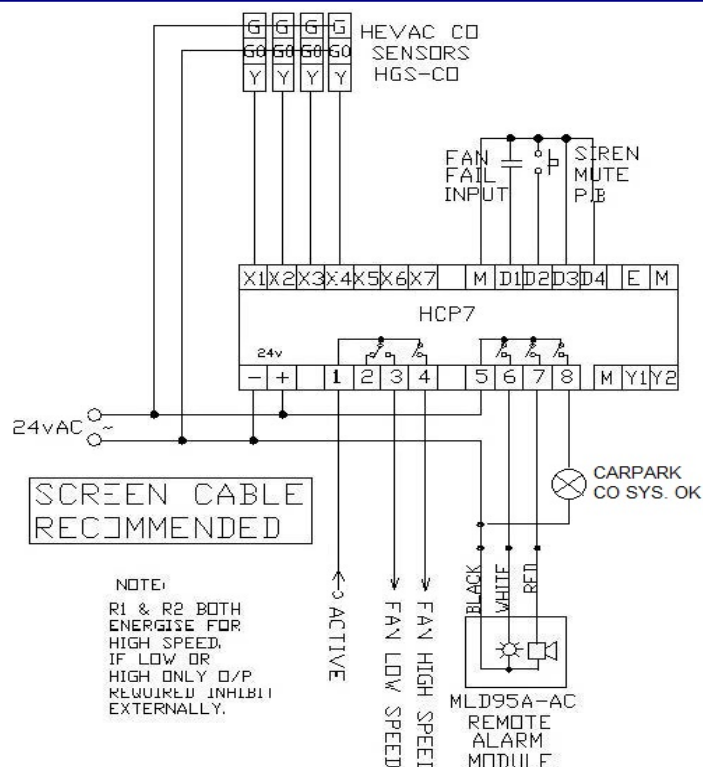 G G G G
HEVAC CO
G0 G0 G0 G0
SENSORS
Y Y Y Y
HGS-CO
FAN
FAIL
INPUT
SIREN
MUTE
P.B
X1 X2 X3 X4 X5 X6 X7 M D1 D2 D3 D4 E M
HCP7
24v
- + 1 2 3 4 5 6 7 8 M Y1 Y2
24vAC ~
CARPARK
CO SYS. OK
SCREEN CABLE
RECOMMENDED
NOTE:
R1 & R2 BOTH
ENERGISE FOR
HIGH SPEED.
IF LOW OR
HIGH ONLY O/P
REQUIRED INHIBIT
EXTERNALLY.
ACTIVE
FAN LOW SPEED
FAN HIGH SPEED
BLACK
WHITE
RED
MLD95A-AC
REMOTE
ALARM
MODULE